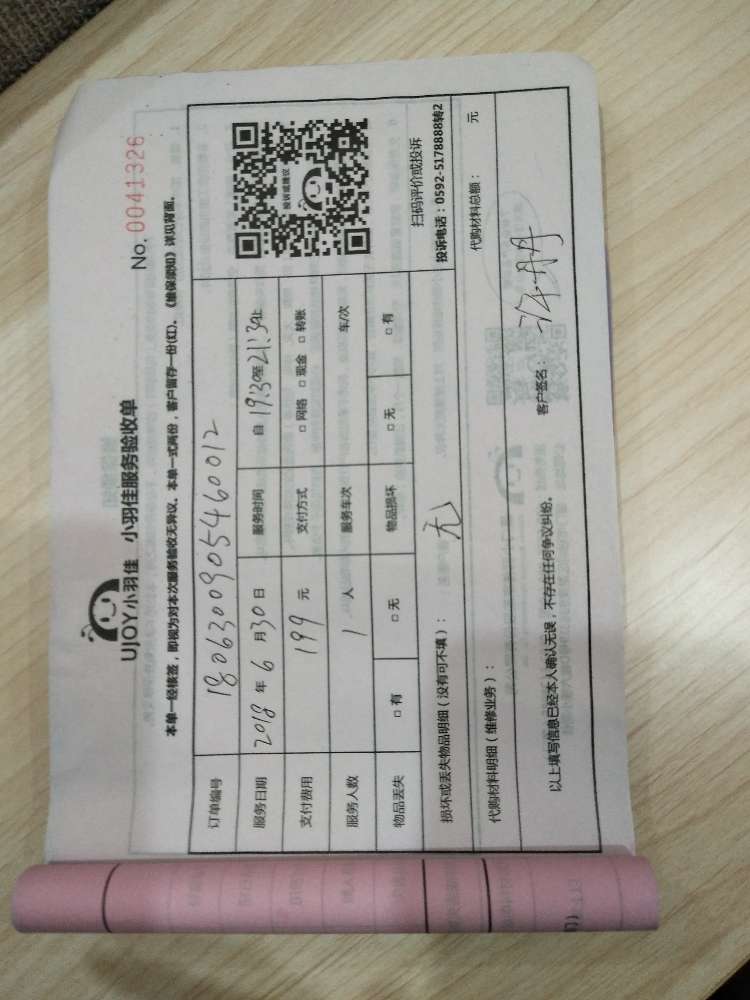 No. 0041326
UJOY小羽佳 小羽佳服务验收单
本单一经核签，即视为对本次服务验收无异议。本单一式两份，客户留存一份(红)。《维保须知》详见背面。
订单编号 1806300905460012
服务日期 2018 年 6 月 30 日 服务时间 自 19:30至21:30止
支付费用 199 元 支付方式 □ 网络 □ 现金 □ 转账
服务人数 1 人 服务车次 车/次
物品丢失 □ 有 □ 无 物品损坏 □ 无 □ 有
投诉或建议
扫码评价或投诉
投诉电话：0592-5178888转2
损坏或丢失物品明细（没有可不填）： 无
代购材料明细（维修业务）： 代购材料总额： 元
以上填写信息已经本人确认无误，不存在任何争议纠纷。 客户签名： 许丹丹